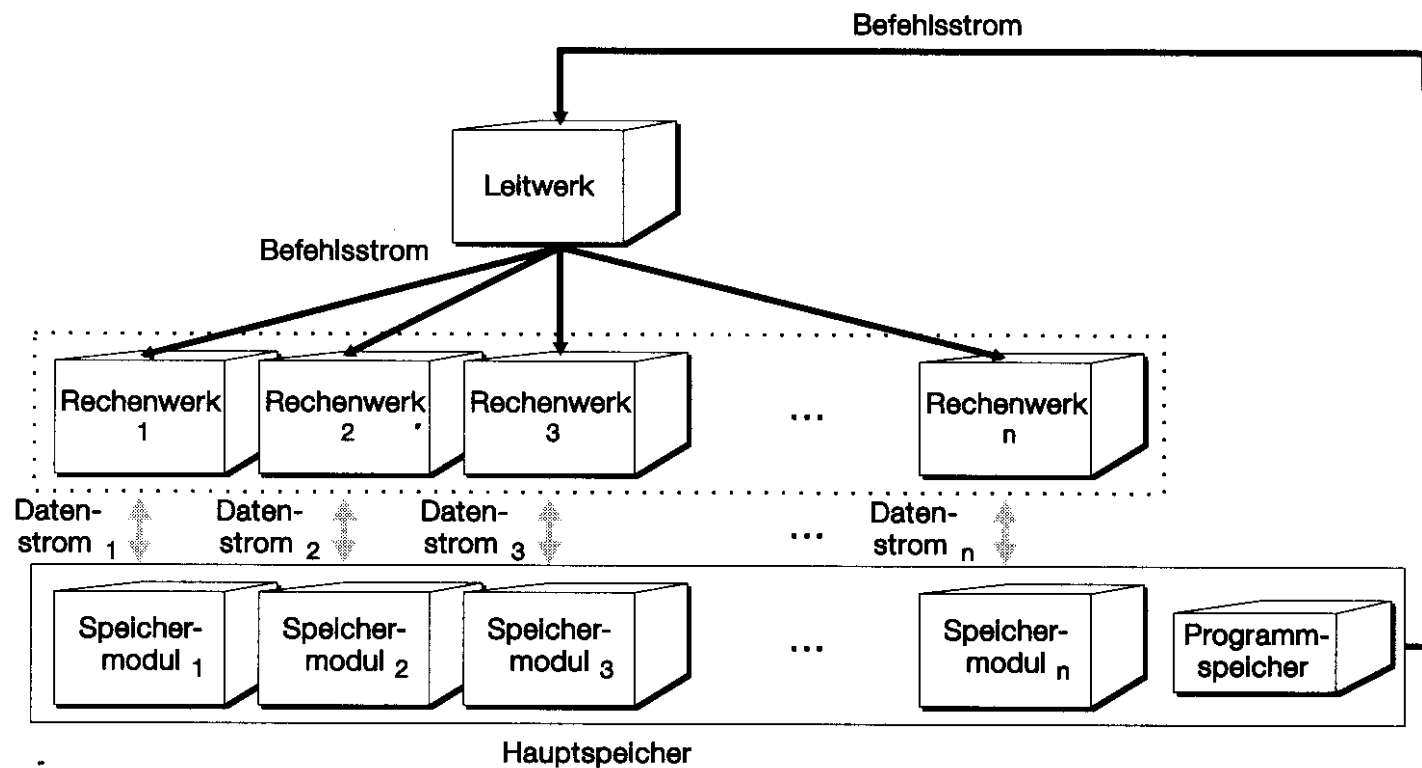 Befehlsstrom
Leitwerk
Befehlsstrom
Rechenwerk Rechenwerk Rechenwerk ... Rechenwerk
1 2 3 n
Daten- Daten- Daten- ... Daten-
strom 1 strom 2 strom 3 strom n
Speicher- Speicher- Speicher- ... Speicher- Programm-
modul 1 modul 2 modul 3 modul n speicher
Hauptspeicher